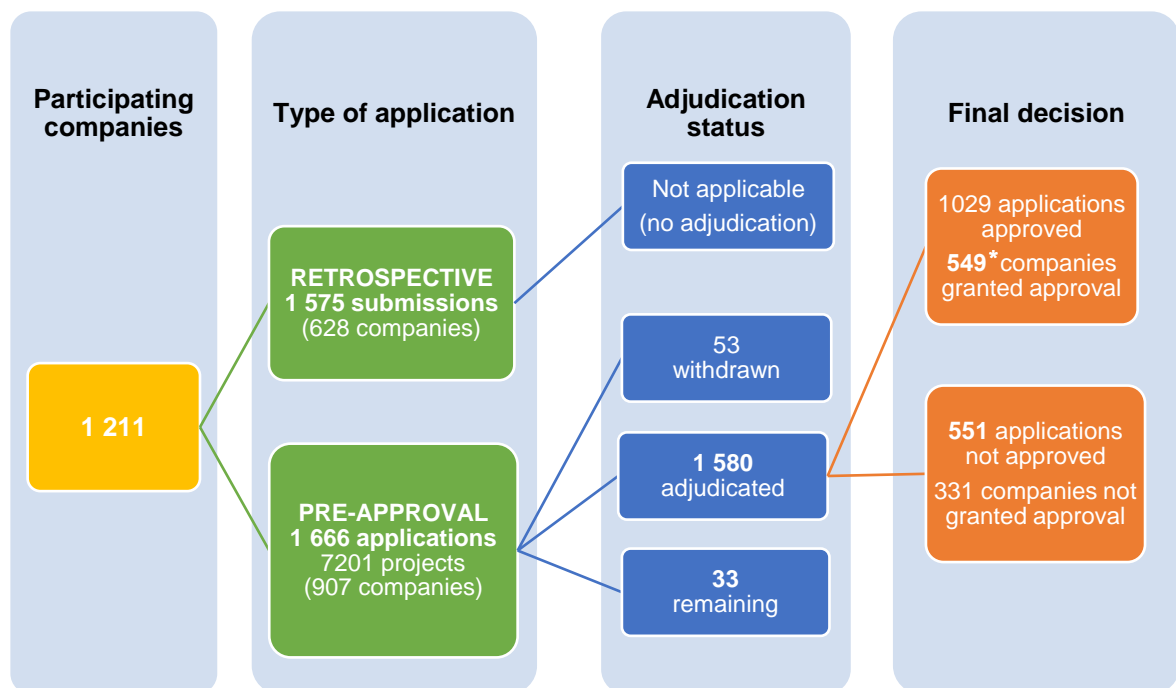 Participating
companies
Type of application
Adjudication
status
Final decision
1 211
RETROSPECTIVE
1 575 submissions
(628 companies)
PRE-APPROVAL
1 666 applications
7201 projects
(907 companies)
Not applicable
(no adjudication)
53
withdrawn
1 580
adjudicated
33
remaining
1029 applications
approved
549* companies
granted approval
551 applications
not approved
331 companies not
granted approval